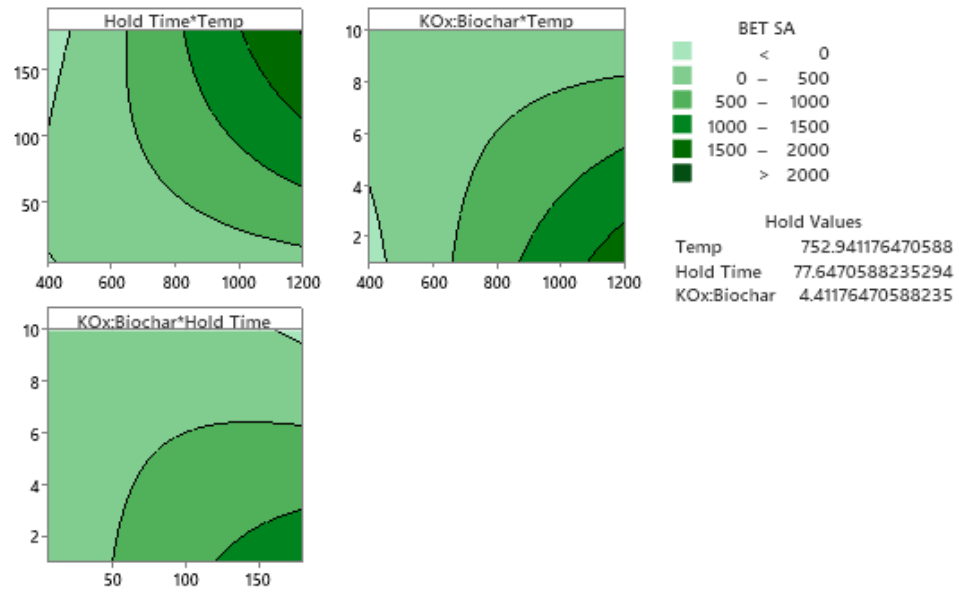 Hold Time*Temp
150
100
50
400 600 800 1000 1200
KOx:Biochar*Temp
10
8
6
4
2
400 600 800 1000 1200
BET SA
< 0
0 – 500
500 – 1000
1000 – 1500
1500 – 2000
> 2000
Hold Values
Temp 752.941176470588
Hold Time 77.6470588235294
KOx:Biochar 4.41176470588235
KOx:Biochar*Hold Time
10
8
6
4
2
50 100 150